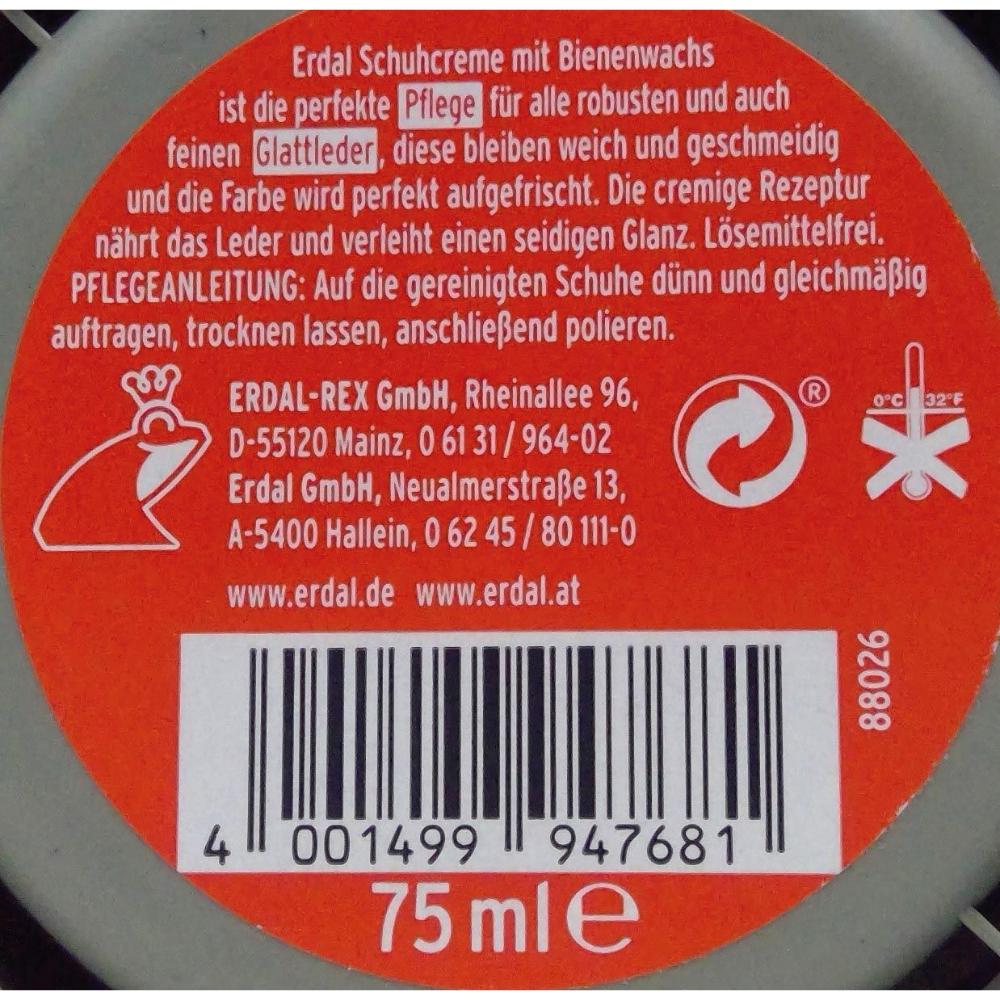 Erdal Schuhcreme mit Bienenwachs
ist die perfekte Pflege für alle robusten und auch
feinen Glattleder, diese bleiben weich und geschmeidig
und die Farbe wird perfekt aufgefrischt. Die cremige Rezeptur
nährt das Leder und verleiht einen seidigen Glanz. Lösemittelfrei.
PFLEGEANLEITUNG: Auf die gereinigten Schuhe dünn und gleichmäßig
auftragen, trocknen lassen, anschließend polieren.
ERDAL-REX GmbH, Rheinallee 96,
D-55120 Mainz, 0 61 31 / 964-02
Erdal GmbH, Neualmerstraße 13,
A-5400 Hallein, 0 62 45 / 80 111-0
www.erdal.de www.erdal.at
®
0°C 32°F
88026
4 001499 947681
75 ml e